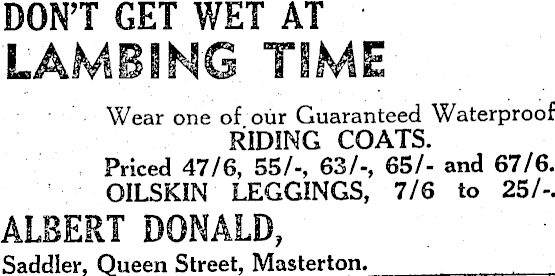 DON'T GET WET AT
LAMBING TIME
Wear one of our Guaranteed Waterproof
RIDING COATS.
Priced 47/6, 55/-, 63/-, 65/- and 67/6.
OILSKIN LEGGINGS, 7/6 to 25/-.
ALBERT DONALD,
Saddler, Queen Street, Masterton.